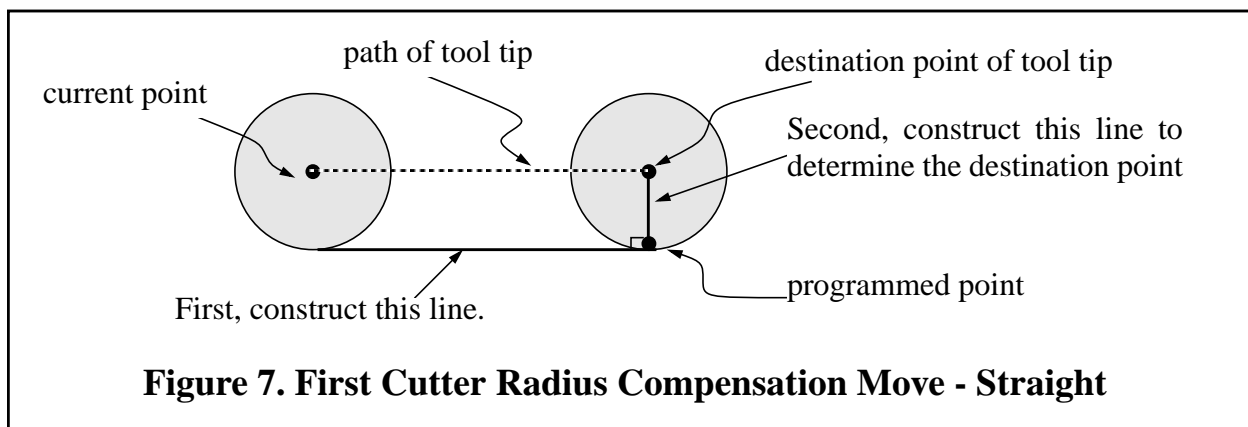 path of tool tip
destination point of tool tip
current point
Second, construct this line to
determine the destination point
programmed point
First, construct this line.
Figure 7. First Cutter Radius Compensation Move - Straight